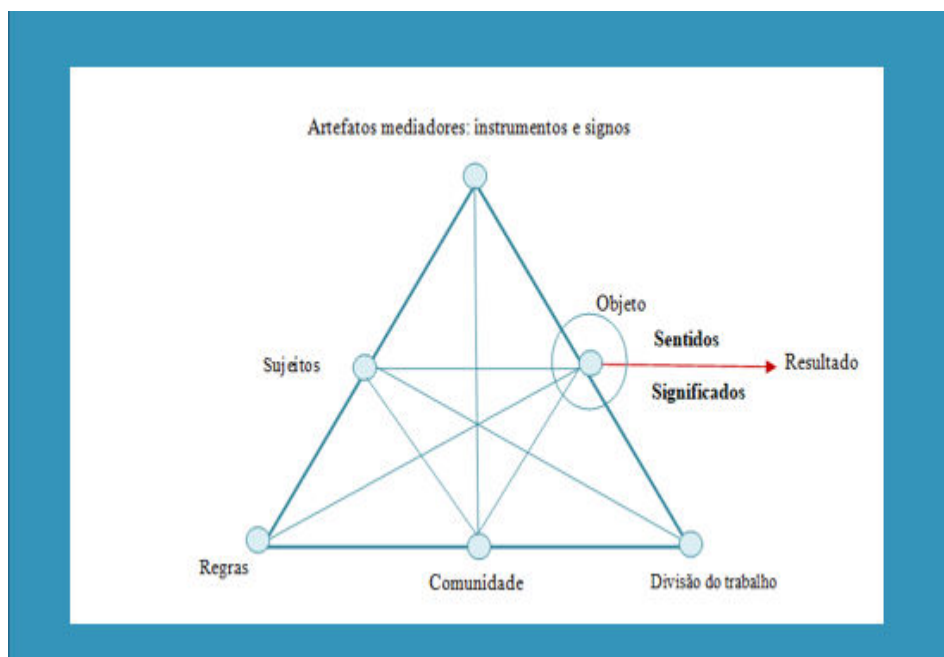 Artefatos mediadores: instrumentos e signos
Objeto
Sentidos
Sujeitos
Resultado
Significados
Regras
Comunidade
Divisão do trabalho